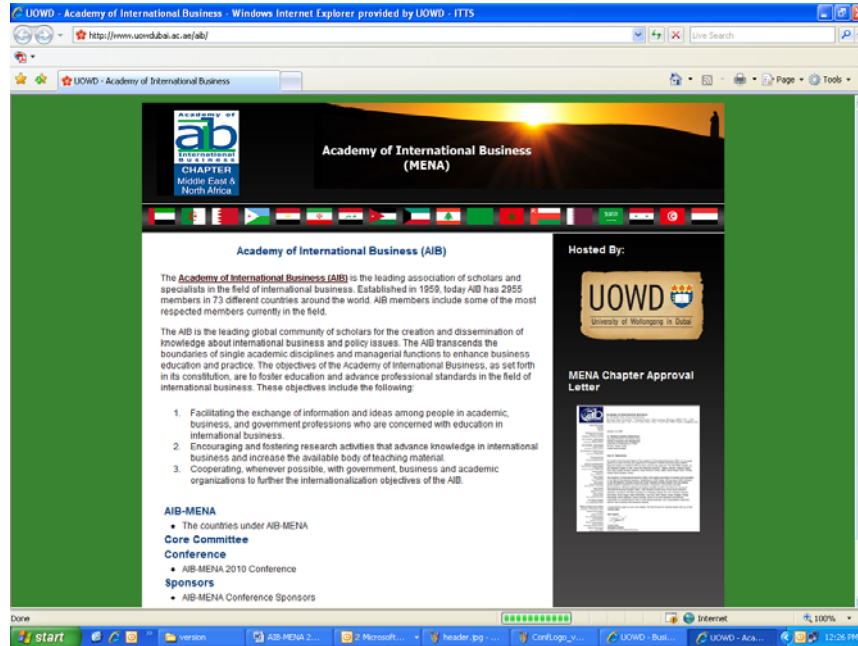 UOWD - Academy of International Business - Windows Internet Explorer provided by UOWD - ITTS
http://www.uowdubai.ac.ae/aib/
Live Search
UOWD - Academy of International Business
Page
Tools
Academy of
aib
International
Business
CHAPTER
Middle East &
North Africa
Academy of International Business
(MENA)
Academy of International Business (AIB)
The Academy of International Business (AIB) is the leading association of scholars and
specialists in the field of international business. Established in 1959, today AIB has 2955
members in 73 different countries around the world. AIB members include some of the most
respected members currently in the field.
The AIB is the leading global community of scholars for the creation and dissemination of
knowledge about international business and policy issues. The AIB transcends the
boundaries of single academic disciplines and managerial functions to enhance business
education and practice. The objectives of the Academy of International Business, as set forth
in its constitution, are to foster education and advance professional standards in the field of
international business. These objectives include the following:
1. Facilitating the exchange of information and ideas among people in academic,
business, and government professions who are concerned with education in
international business.
2. Encouraging and fostering research activities that advance knowledge in international
business and increase the available body of teaching material.
3. Cooperating, whenever possible, with government, business and academic
organizations to further the internationalization objectives of the AIB.
AIB-MENA
• The countries under AIB-MENA
Core Committee
Conference
• AIB-MENA 2010 Conference
Sponsors
• AIB-MENA Conference Sponsors
Hosted By:
UOWD
University of Wollongong in Dubai
MENA Chapter Approval
Letter
aib
Done
Internet
100%
start
version
AIB-MENA 2...
2 Microsoft...
header.jpg - ...
ConfLogo_v...
UOWD - Busi...
UOWD - Aca...
12:26 PM